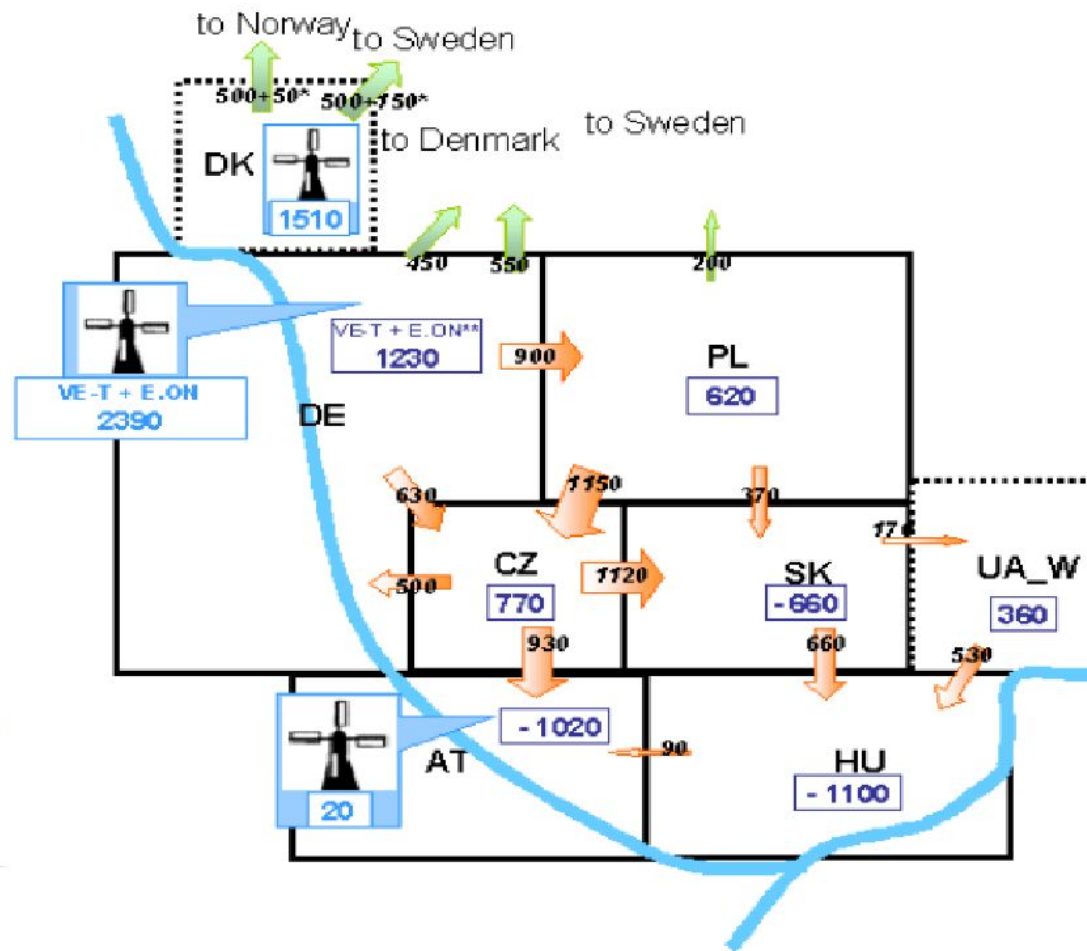 to Norway
to Sweden
500+50*
500+150*
to Denmark
to Sweden
DK
1510
450
550
200
VE-T + E.ON**
1230
900
PL
620
VE-T + E.ON
2390
DE
630
1150
370
170
CZ
770
500
1120
SK
-660
UA_W
360
930
660
530
- 1020
AT
90
HU
- 1100
20